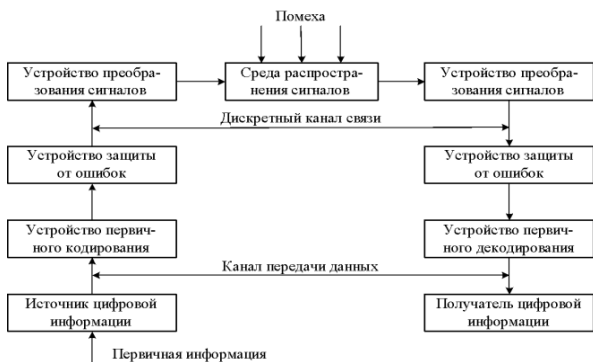 Помеха
Устройство преобра-
зования сигналов
Среда распростра-
нения сигналов
Устройство преобра-
зования сигналов
Дискретный канал связи
Устройство защиты
от ошибок
Устройство защиты
от ошибок
Устройство первич-
ного кодирования
Устройство первич-
ного декодирования
Канал передачи данных
Источник цифровой
информации
Получатель цифровой
информации
Первичная информация